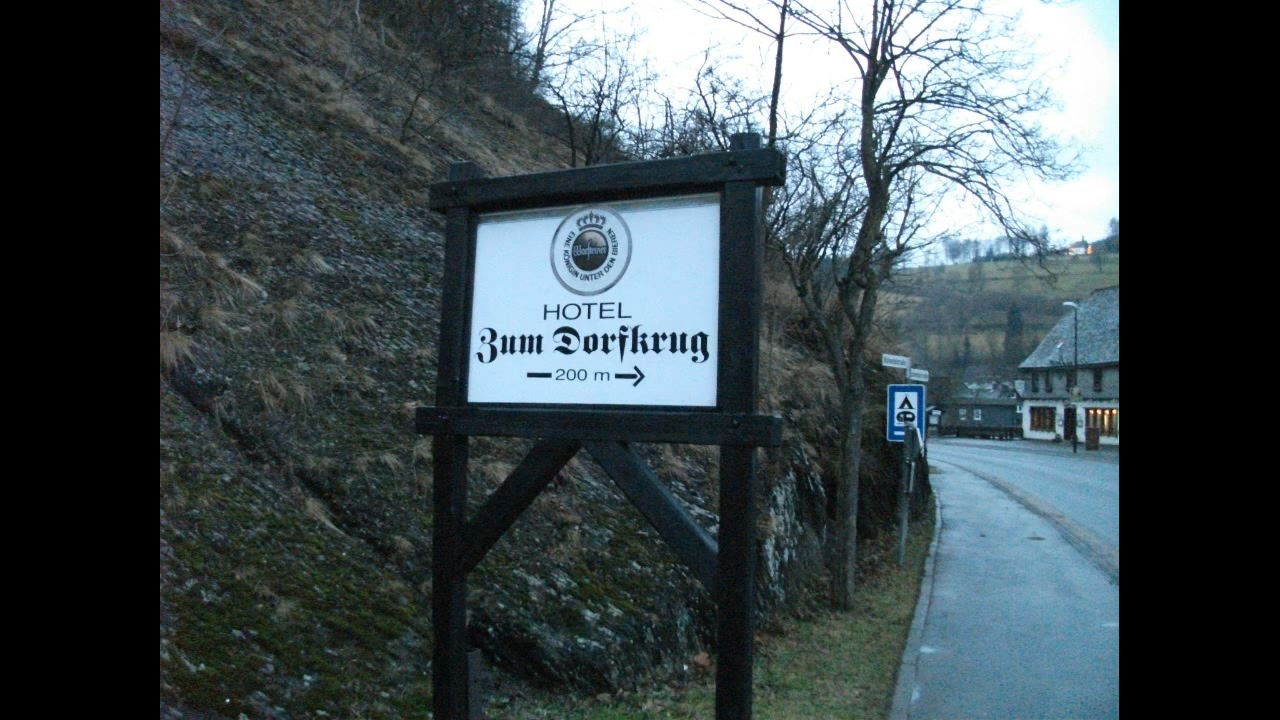 EINE KÖNIGIN UNTER DEN BIEREN
Warsteiner
HOTEL
Zum Dorfkrug
200 m